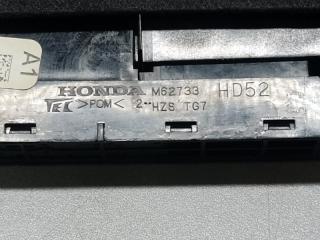 A1
HONDA M62733 HD52
TEC >POM< 2-HZS TG7